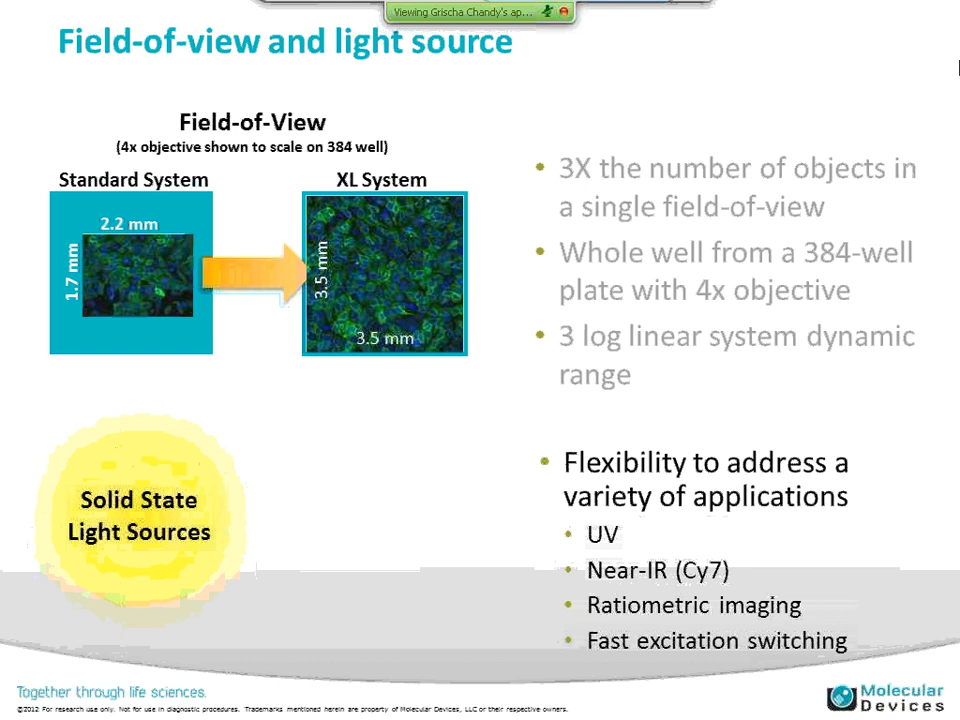 Viewing Grischa Chandy's ap...
Field-of-view and light source
Field-of-View
(4x objective shown to scale on 384 well)
Standard System
XL System
2.2 mm
1.7 mm
3.5 mm
3.5 mm
• 3X the number of objects in
a single field-of-view
• Whole well from a 384-well
plate with 4x objective
• 3 log linear system dynamic
range
Solid State
Light Sources
• Flexibility to address a
variety of applications
• UV
• Near-IR (Cy7)
• Ratiometric imaging
• Fast excitation switching
Together through life sciences.
©2012 For research use only. Not for use in diagnostic procedures. Trademarks mentioned herein are property of Molecular Devices, LLC or their respective owners.
Molecular
Devices